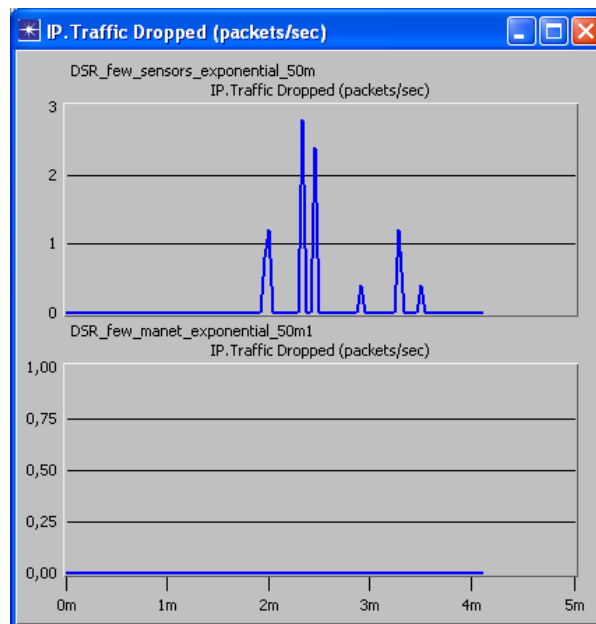 IP.Traffic Dropped (packets/sec)
DSR_few_sensors_exponential_50m
IP.Traffic Dropped (packets/sec)
3
2
1
0
DSR_few_manet_exponential_50m1
IP.Traffic Dropped (packets/sec)
1,00
0,75
0,50
0,25
0,00
0m 1m 2m 3m 4m 5m